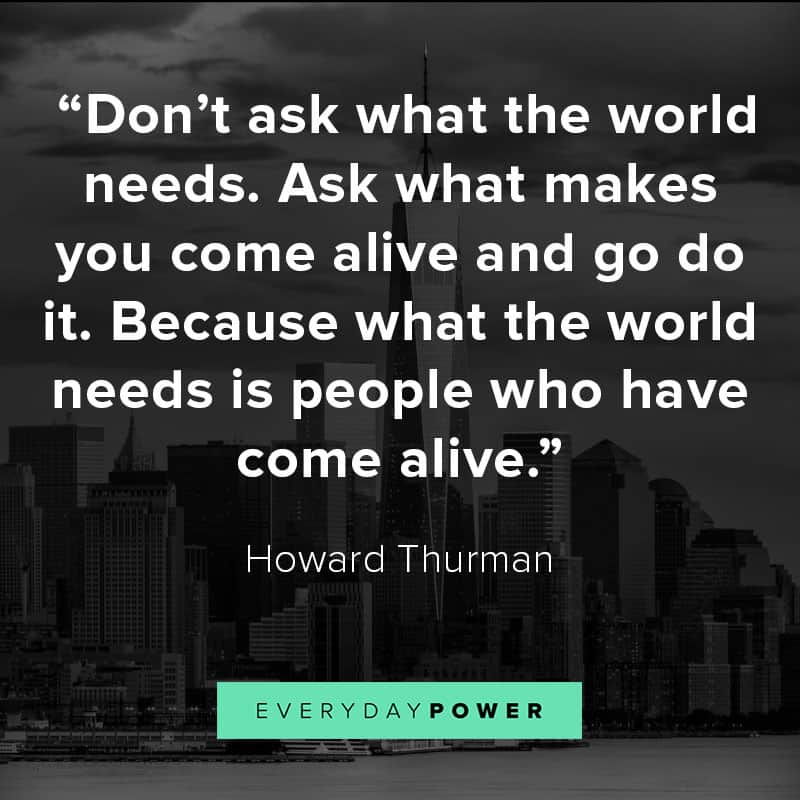 “Don’t ask what the world
needs. Ask what makes
you come alive and go do
it. Because what the world
needs is people who have
come alive.”
Howard Thurman
EVERYDAYPOWER